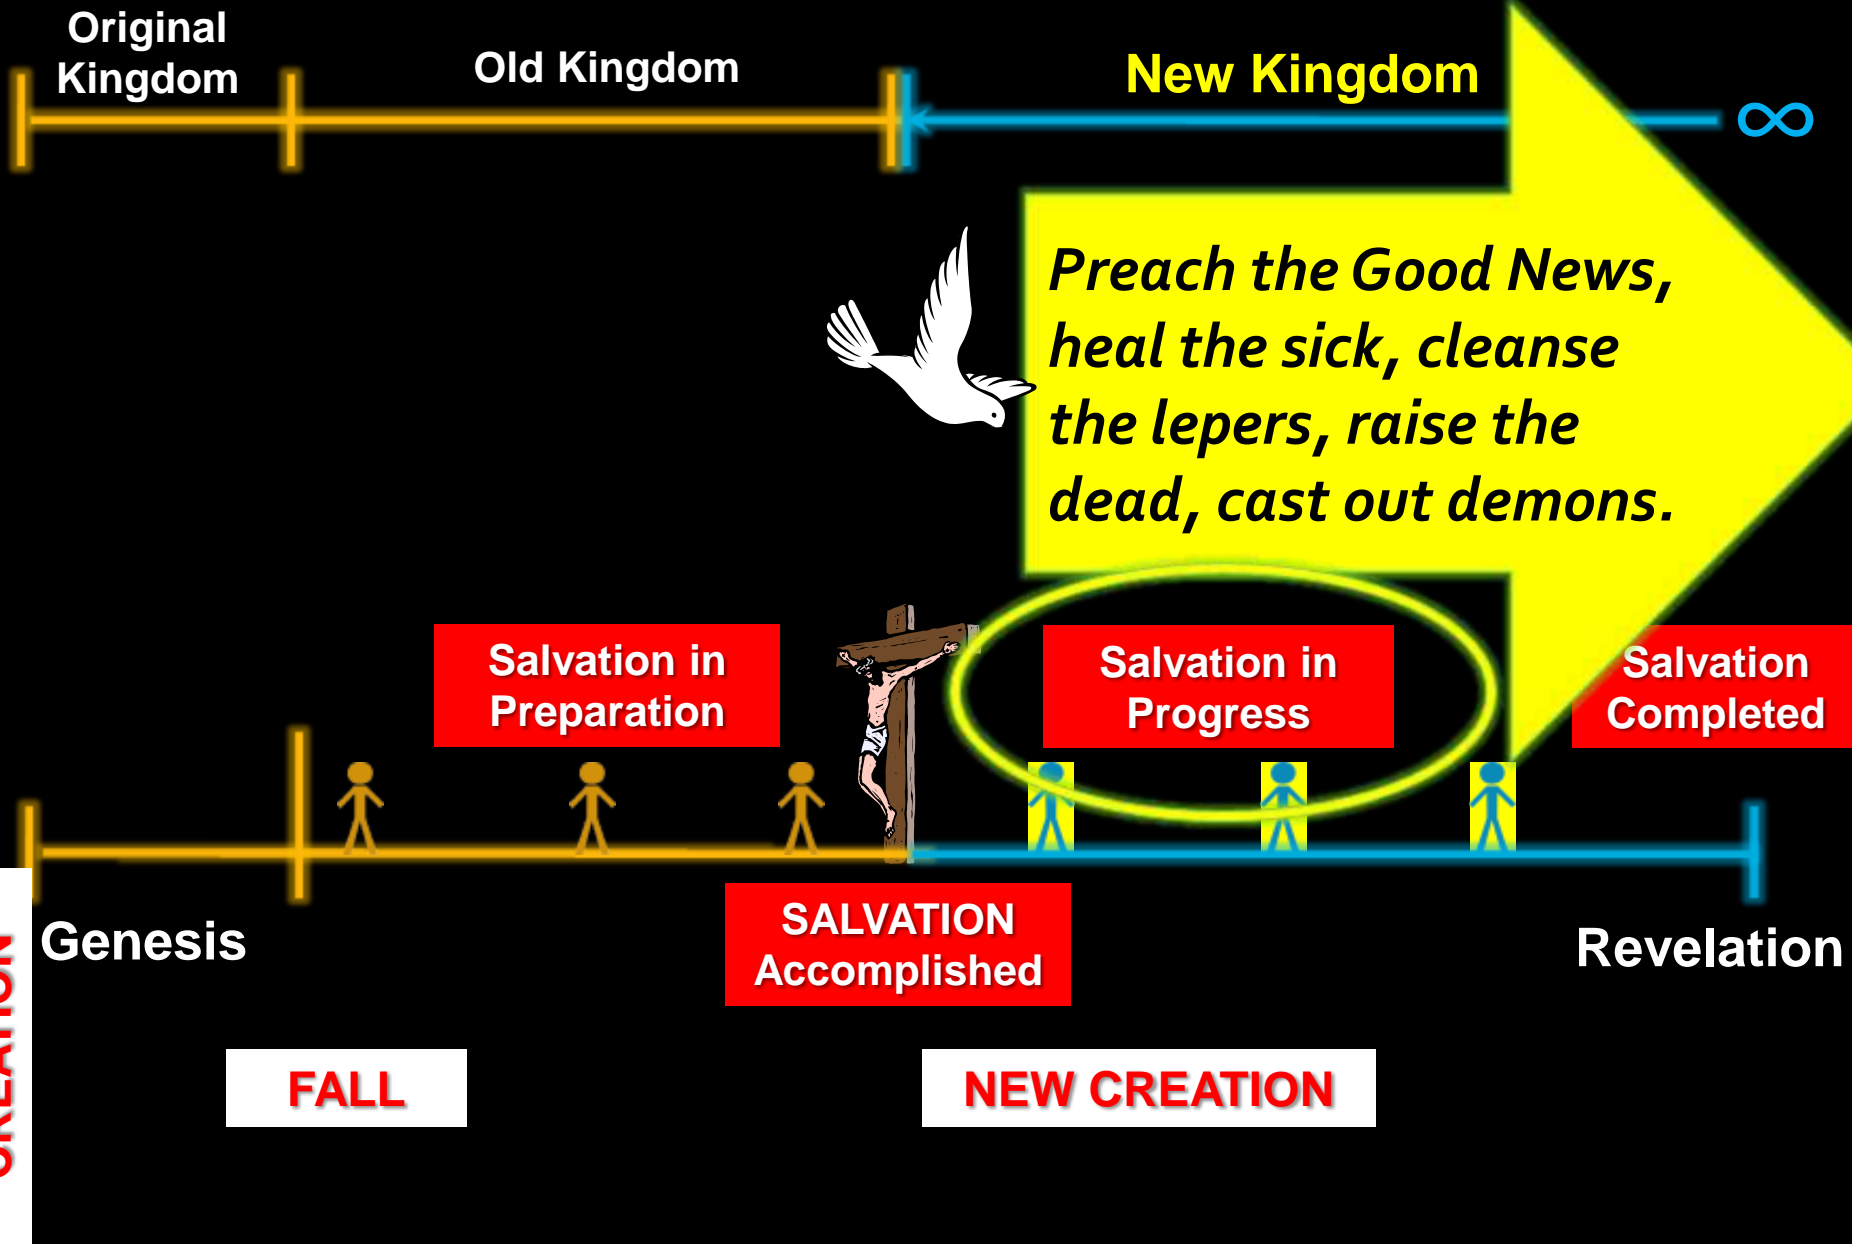 Original
Kingdom
Old Kingdom
New Kingdom
∞
Preach the Good News,
heal the sick, cleanse
the lepers, raise the
dead, cast out demons.
Salvation in
Preparation
Salvation in
Progress
Salvation
Completed
Genesis
SALVATION
Accomplished
Revelation
CREATION
FALL
NEW CREATION